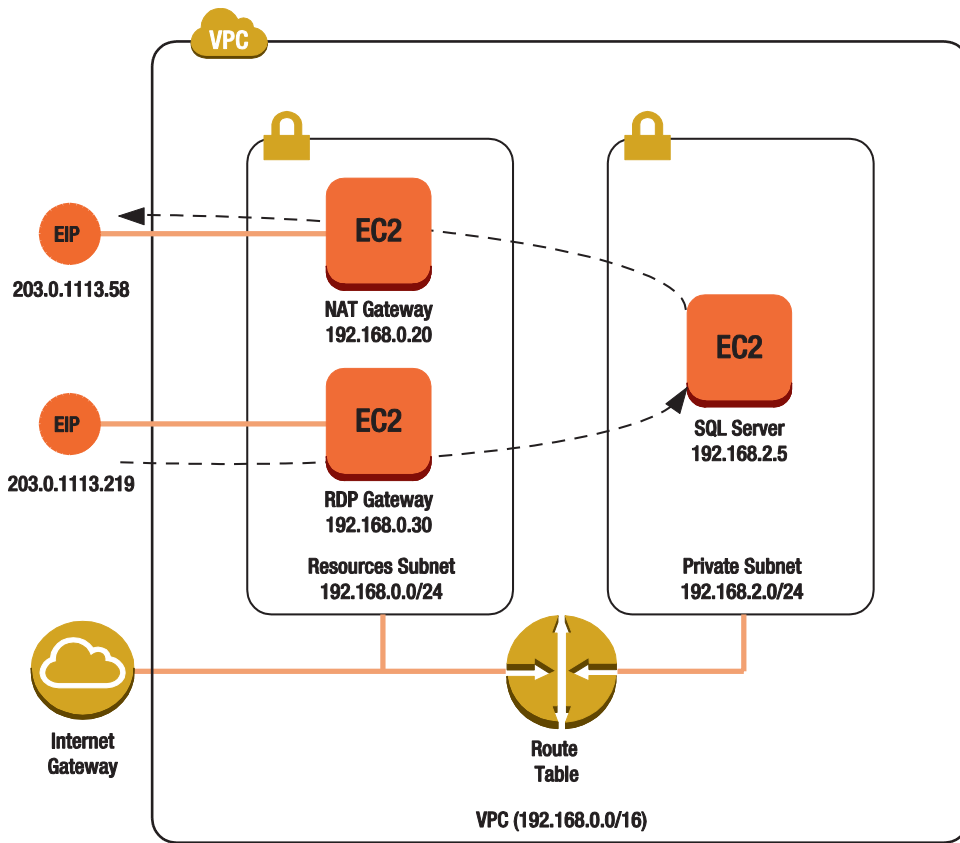 VPC
EIP
203.0.1113.58
EC2
NAT Gateway
192.168.0.20
EIP
203.0.1113.219
EC2
RDP Gateway
192.168.0.30
Resources Subnet
192.168.0.0/24
EC2
SQL Server
192.168.2.5
Private Subnet
192.168.2.0/24
Internet
Gateway
Route
Table
VPC (192.168.0.0/16)